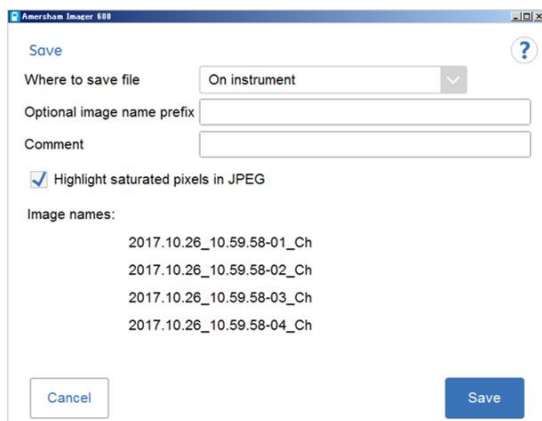 Amersham Imager 600
Save
?
Where to save file On instrument
Optional image name prefix
Comment
Highlight saturated pixels in JPEG
Image names:
2017.10.26_10.59.58-01_Ch
2017.10.26_10.59.58-02_Ch
2017.10.26_10.59.58-03_Ch
2017.10.26_10.59.58-04_Ch
Cancel Save